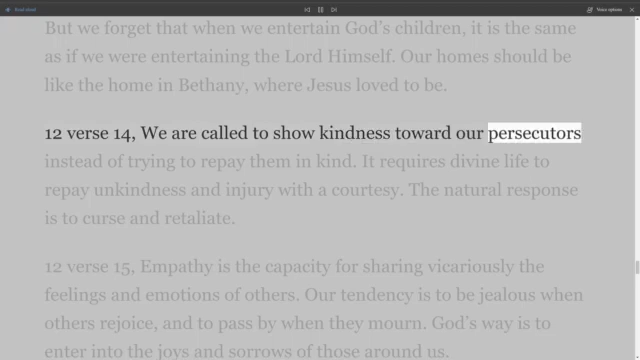 Read aloud
Voice options
But we forget that when we entertain God's children, it is the same
as if we were entertaining the Lord Himself. Our homes should be
like the home in Bethany, where Jesus loved to be.
12 verse 14, We are called to show kindness toward our persecutors
instead of trying to repay them in kind. It requires divine life to
repay unkindness and injury with a courtesy. The natural response
is to curse and retaliate.
12 verse 15, Empathy is the capacity for sharing vicariously the
feelings and emotions of others. Our tendency is to be jealous when
others rejoice, and to pass by when they mourn. God's way is to
enter into the joys and sorrows of those around us.